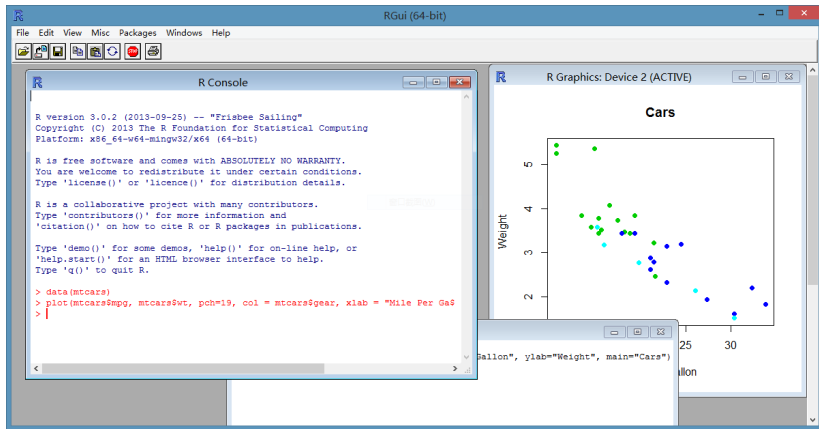 RGui (64-bit)
File Edit View Misc Packages Windows Help
R Console
R version 3.0.2 (2013-09-25) -- "Frisbee Sailing"
Copyright (C) 2013 The R Foundation for Statistical Computing
Platform: x86_64-w64-mingw32/x64 (64-bit)
R is free software and comes with ABSOLUTELY NO WARRANTY.
You are welcome to redistribute it under certain conditions.
Type 'license()' or 'licence()' for distribution details.
R is a collaborative project with many contributors.
Type 'contributors()' for more information and
'citation()' on how to cite R or R packages in publications.
Type 'demo()' for some demos, 'help()' for on-line help, or
'help.start()' for an HTML browser interface to help.
Type 'q()' to quit R.
> data(mtcars)
> plot(mtcars$mpg, mtcars$wt, pch=19, col = mtcars$gear, xlab = "Mile Per Ga$
>
Gallon", ylab="Weight", main="Cars")
R Graphics: Device 2 (ACTIVE)
Cars
Weight
5
4
3
2
25 30
allon